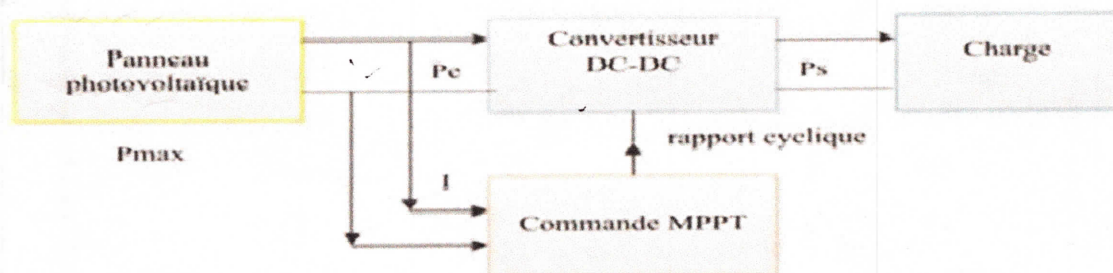 Panneau
photovoltaïque
Pmax
Pe
Convertisseur
DC-DC
Ps
Charge
rapport cyclique
I
Commande MPPT